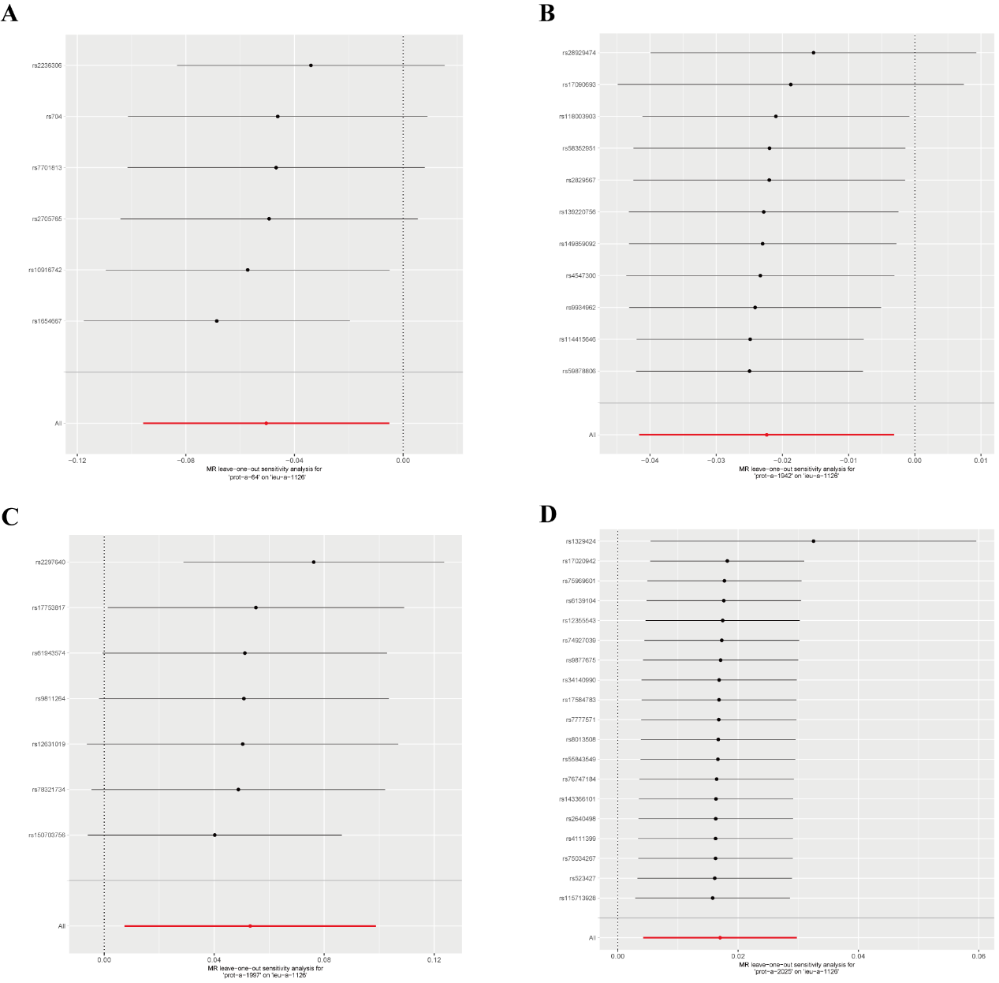 A
rs2236306
rs704
rs7701813
rs2705765
rs10916742
rs1654667
All
−0.12 −0.08 −0.04 0.00
MR leave−one−out sensitivity analysis for
'prot−a−64' on 'ieu−a−1126'
B
rs28929474
rs17090693
rs118003903
rs58352951
rs2829567
rs139220756
rs149859092
rs4547300
rs9934962
rs114415646
rs59878806
All
−0.04 −0.03 −0.02 −0.01 0.00 0.01
MR leave−one−out sensitivity analysis for
'prot−a−1942' on 'ieu−a−1126'
C
rs2297640
rs17753817
rs61943574
rs9811264
rs12631019
rs78321734
rs150703756
All
0.00 0.04 0.08 0.12
MR leave−one−out sensitivity analysis for
'prot−a−1997' on 'ieu−a−1126'
D
rs1329424
rs17020942
rs75969601
rs6139104
rs12355543
rs74927039
rs9877675
rs34140990
rs17584783
rs7777571
rs8013508
rs55843549
rs76747184
rs143366101
rs2640498
rs4111399
rs75034267
rs523427
rs115713928
All
0.00 0.02 0.04 0.06
MR leave−one−out sensitivity analysis for
'prot−a−2025' on 'ieu−a−1126'